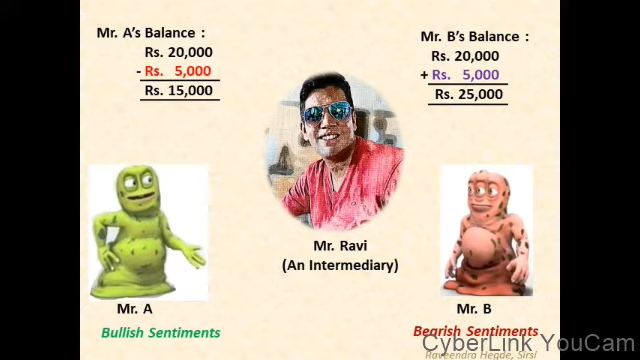 Mr. A's Balance :
Rs. 20,000
- Rs. 5,000
Rs. 15,000
Mr. B's Balance :
Rs. 20,000
+ Rs. 5,000
Rs. 25,000
Mr. Ravi
(An Intermediary)
Mr. A
Bullish Sentiments
Mr. B
Bearish Sentiments
CyberLink YouCam
Raveendra Hegde, Sirsi